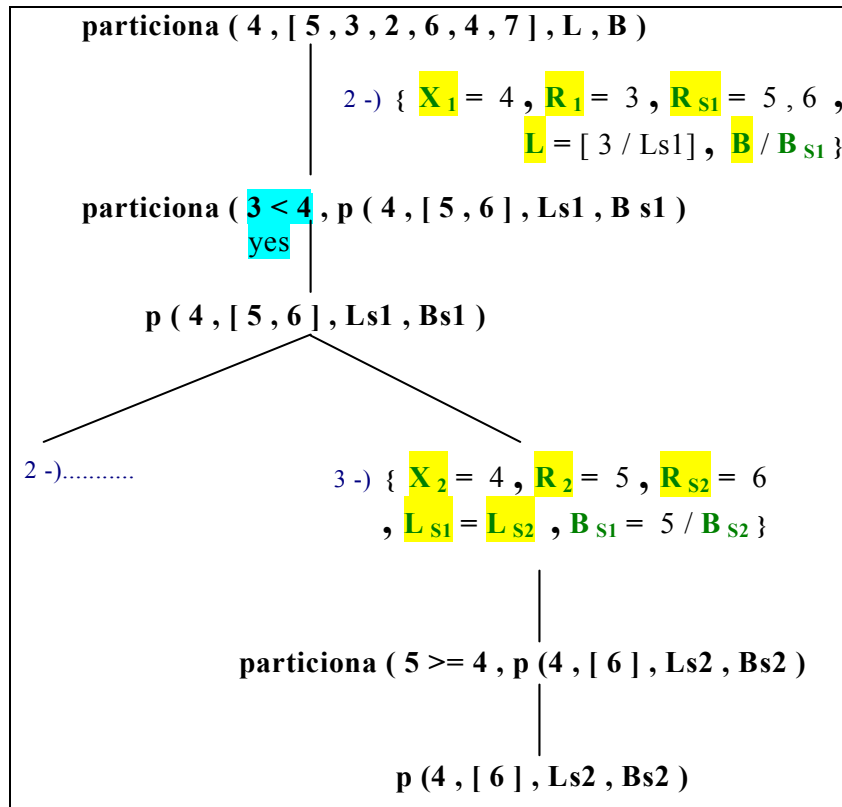 particiona ( 4 , [ 5 , 3 , 2 , 6 , 4 , 7 ] , L , B )
2 -) { X 1 = 4 , R 1 = 3 , R S1 = 5 , 6 ,
L = [ 3 / Ls1] , B / B S1 }
particiona ( 3 < 4 , p ( 4 , [ 5 , 6 ] , Ls1 , B s1 )
yes
p ( 4 , [ 5 , 6 ] , Ls1 , Bs1 )
2 -)...........
3 -) { X 2 = 4 , R 2 = 5 , R S2 = 6
, L S1 = L S2 , B S1 = 5 / B S2 }
particiona ( 5 >= 4 , p (4 , [ 6 ] , Ls2 , Bs2 )
p (4 , [ 6 ] , Ls2 , Bs2 )